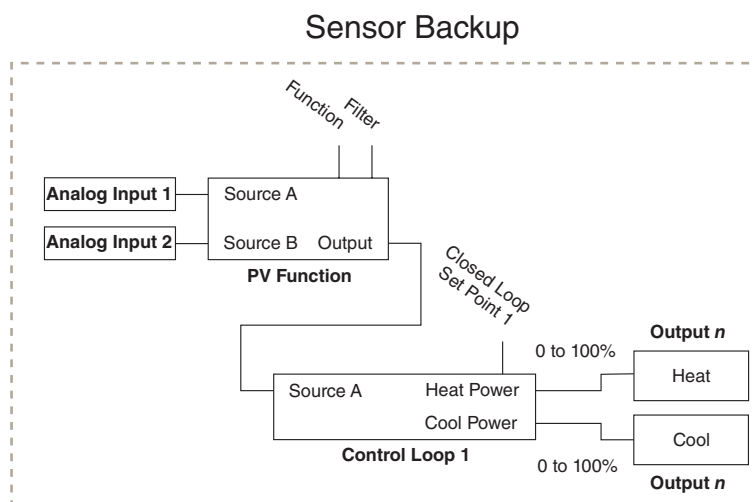 Sensor Backup
Function
Filter
Analog Input 1
Source A
Analog Input 2
Source B
Output
PV Function
Closed Loop
Set Point 1
0 to 100%
Output n
Source A
Heat Power
Heat
Cool Power
Cool
Control Loop 1
0 to 100%
Output n